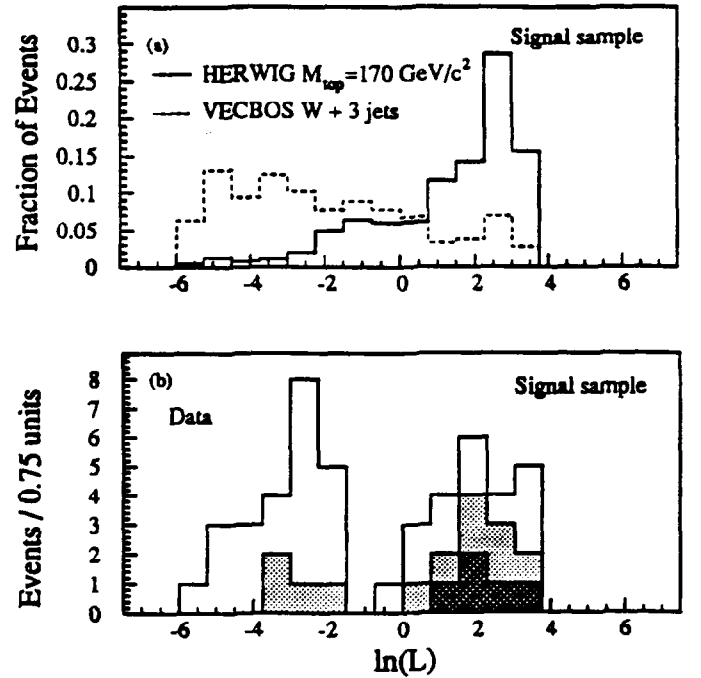 (a)
Signal sample
HERWIG M_top=170 GeV/c²
VECBOS W + 3 jets
Fraction of Events
0.3
0.25
0.2
0.15
0.1
0.05
0
-6 -4 -2 0 2 4 6
(b)
Signal sample
Data
Events / 0.75 units
8
7
6
5
4
3
2
1
0
-6 -4 -2 0 2 4 6
ln(L)